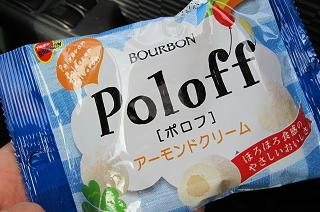 BOURBON
Poloff
[ポロフ]
アーモンドクリーム
ほろほろ食感の
やさしいおいしさ